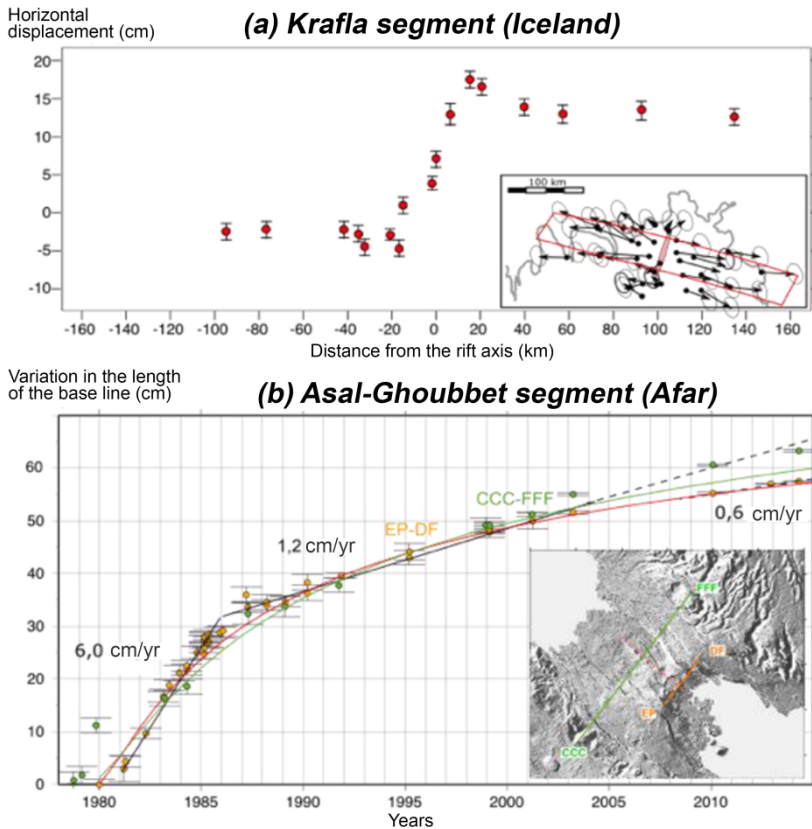 Horizontal
displacement (cm)
(a) Krafla segment (Iceland)
20
15
10
5
0
-5
-10
100 km
-160 -140 -120 -100 -80 -60 -40 -20 0 20 40 60 80 100 120 140 160
Distance from the rift axis (km)
Variation in the length
of the base line (cm)
(b) Asal-Ghoubbet segment (Afar)
60
50
40
30
20
10
0
CCC-FFF
EP-DF
0,6 cm/yr
1,2 cm/yr
6,0 cm/yr
FFF
DF
EP
CCC
1980 1985 1990 1995 2000 2005 2010
Years